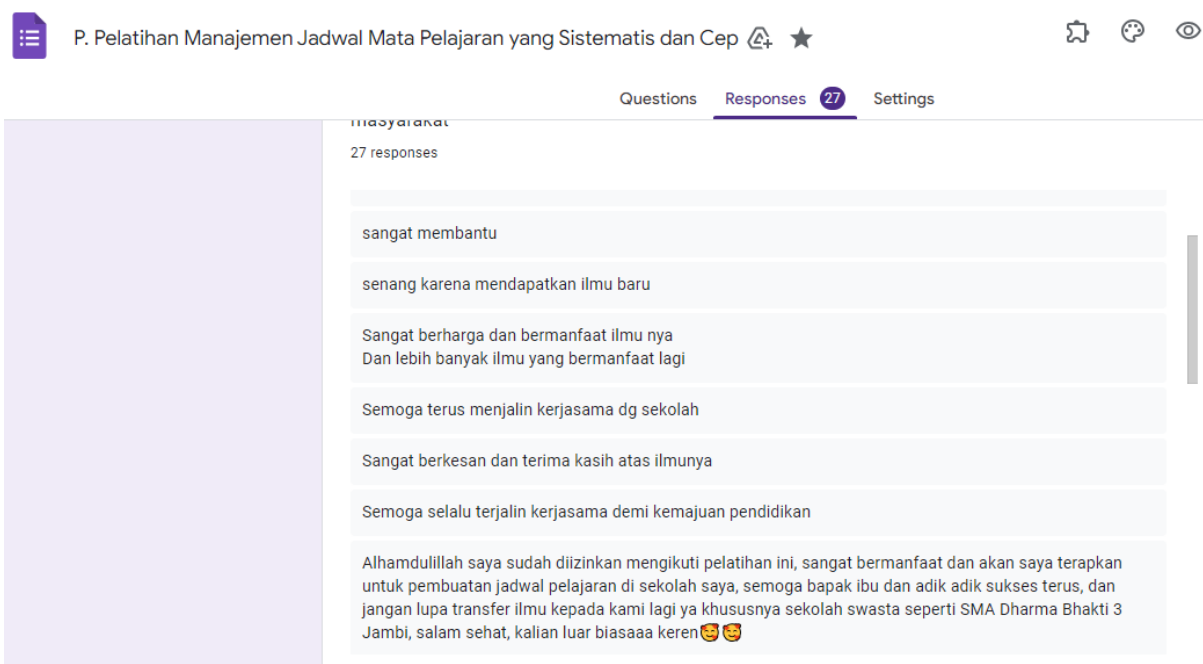 P. Pelatihan Manajemen Jadwal Mata Pelajaran yang Sistematis dan Cep
Questions Responses 27 Settings
masyarakat
27 responses
sangat membantu
senang karena mendapatkan ilmu baru
Sangat berharga dan bermanfaat ilmu nya
Dan lebih banyak ilmu yang bermanfaat lagi
Semoga terus menjalin kerjasama dg sekolah
Sangat berkesan dan terima kasih atas ilmunya
Semoga selalu terjalin kerjasama demi kemajuan pendidikan
Alhamdulillah saya sudah diizinkan mengikuti pelatihan ini, sangat bermanfaat dan akan saya terapkan
untuk pembuatan jadwal pelajaran di sekolah saya, semoga bapak ibu dan adik adik sukses terus, dan
jangan lupa transfer ilmu kepada kami lagi ya khususnya sekolah swasta seperti SMA Dharma Bhakti 3
Jambi, salam sehat, kalian luar biasaaa keren🥰🥰